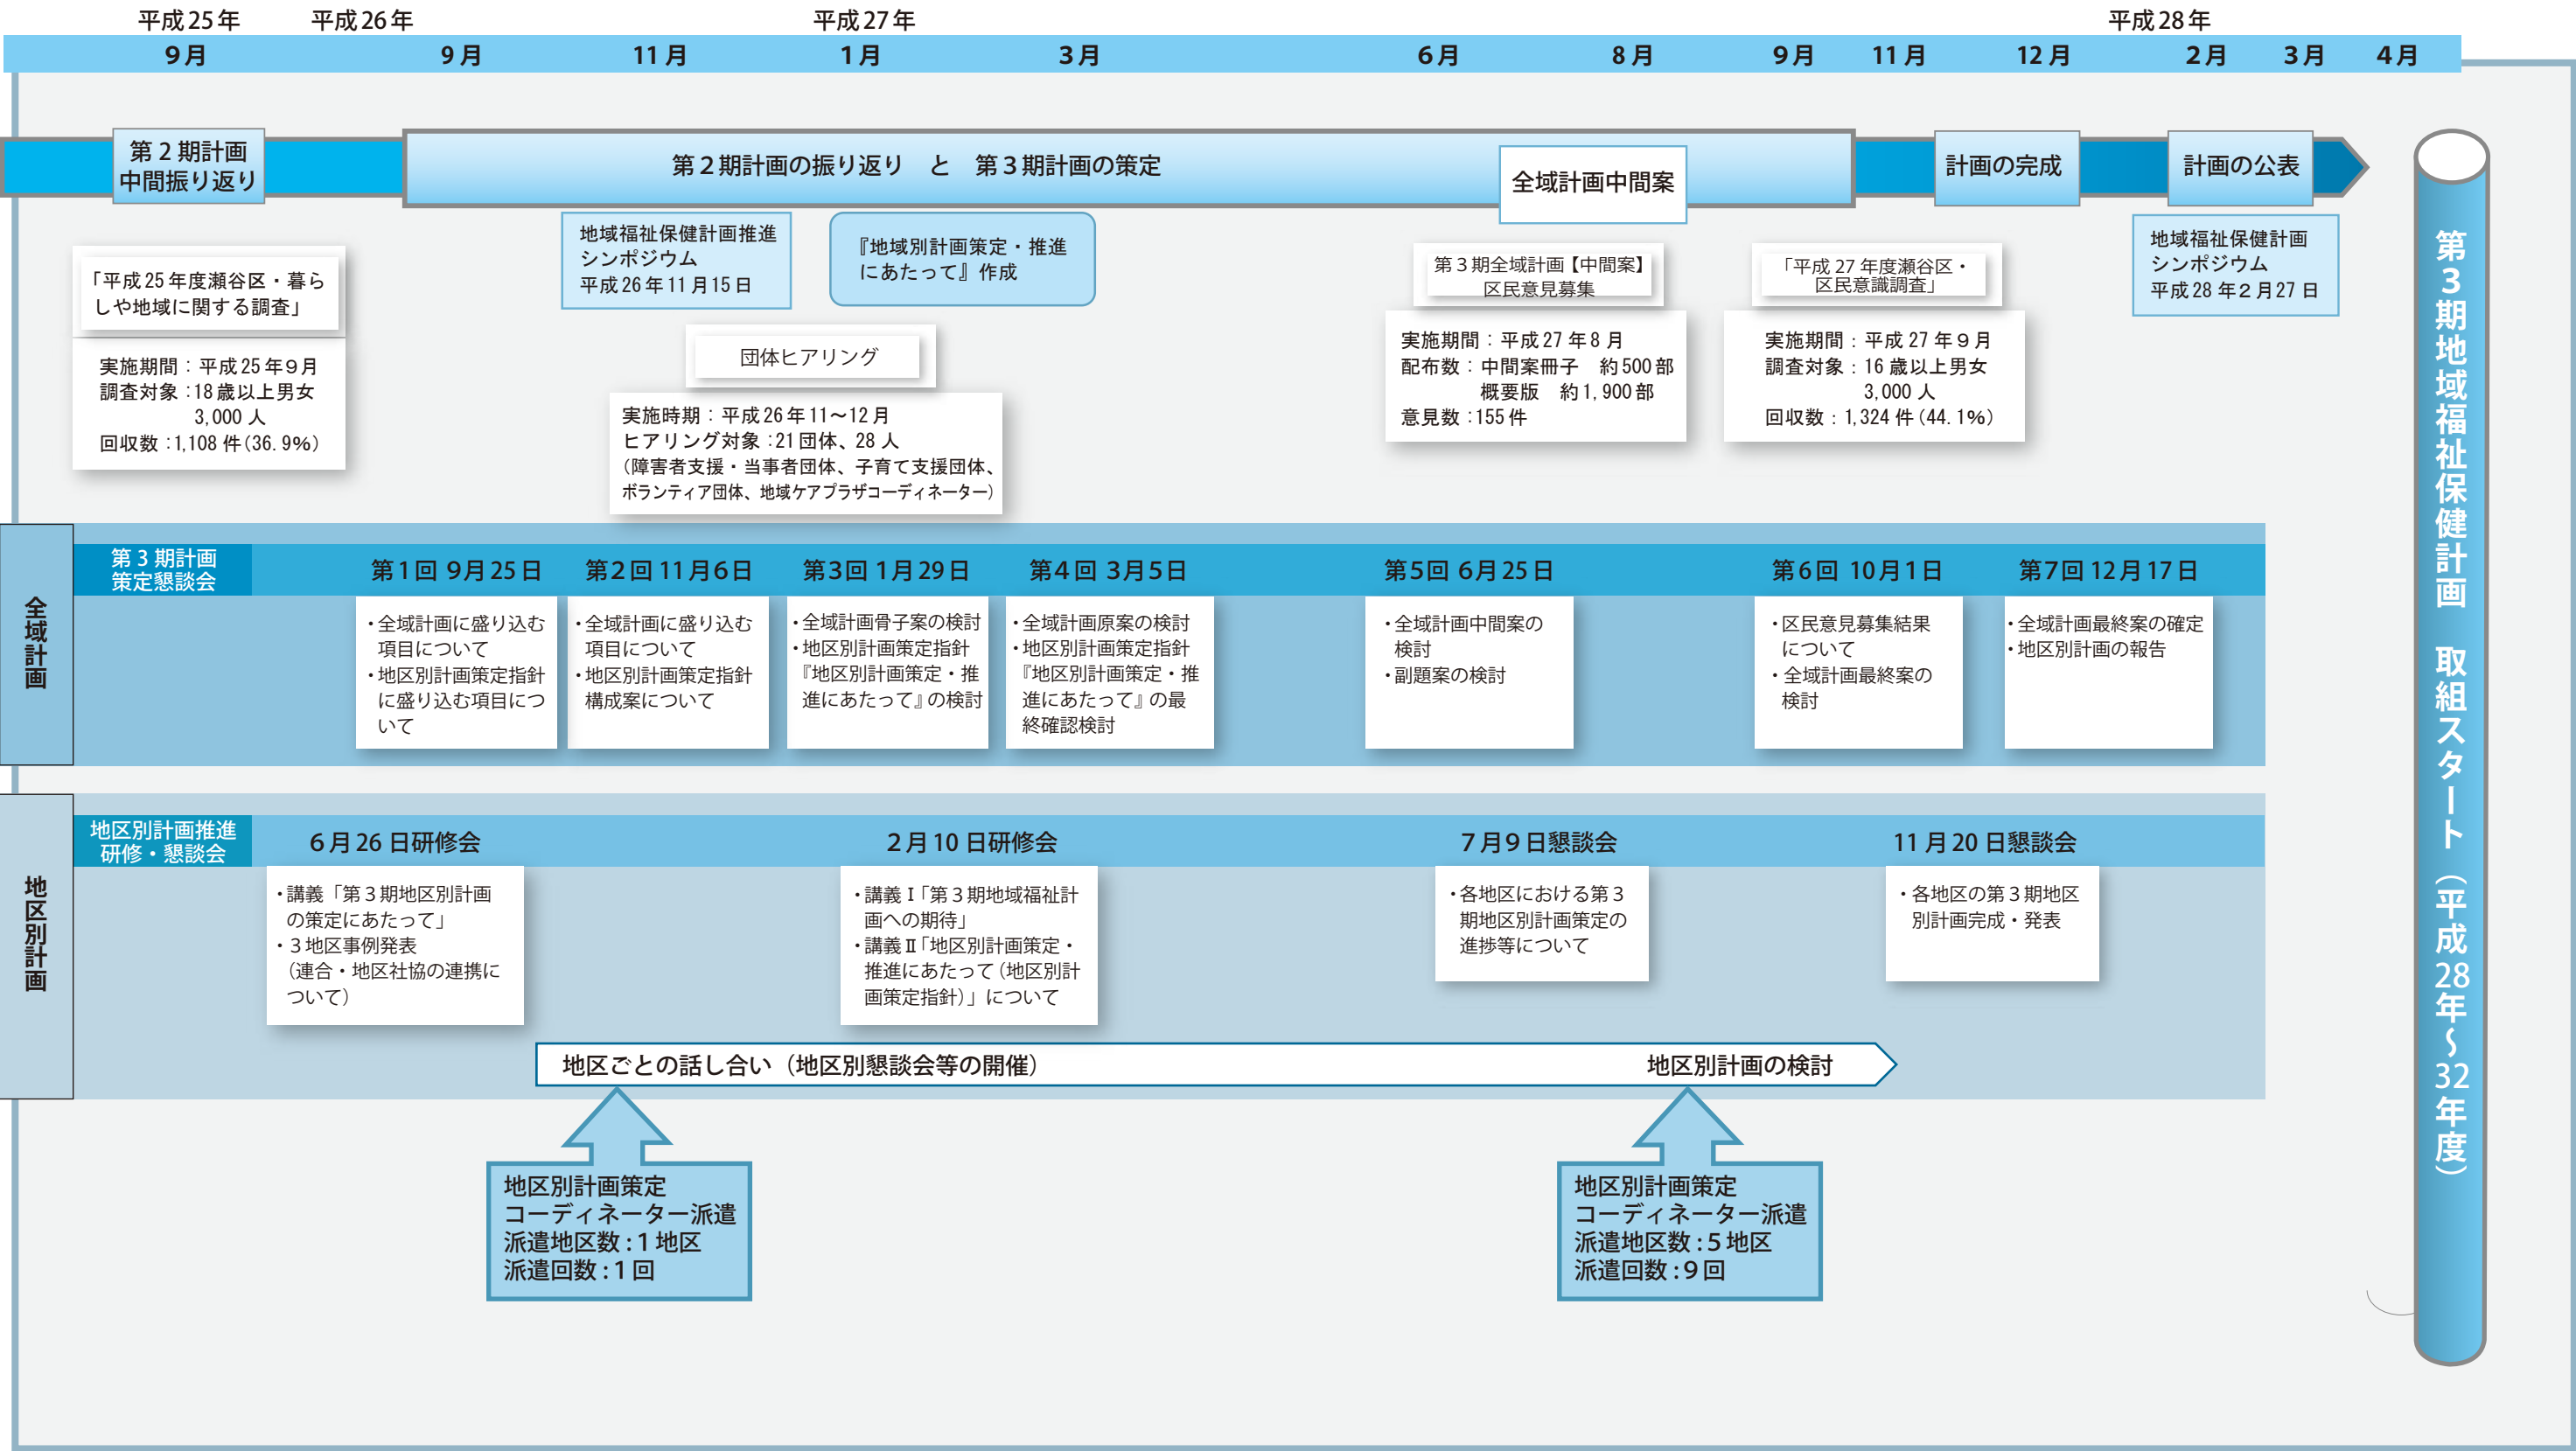 平成25年
平成26年
平成27年
平成28年
9月
9月
11月
1月
3月
6月
8月
9月
11月
12月
2月
3月
4月
第2期計画
中間振り返り
第2期計画の振り返り　と　第3期計画の策定
全域計画中間案
計画の完成
計画の公表
「平成25年度瀬谷区・暮ら
しや地域に関する調査」
実施期間：平成25年9月
調査対象：18歳以上男女
3,000人
回収数：1,108件(36.9%)
地域福祉保健計画推進
シンポジウム
平成26年11月15日
『地域別計画策定・推進
にあたって』作成
団体ヒアリング
実施時期：平成26年11～12月
ヒアリング対象：21団体、28人
（障害者支援・当事者団体、子育て支援団体、
ボランティア団体、地域ケアプラザコーディネーター）
第3期全域計画【中間案】
区民意見募集
実施期間：平成27年8月
配布数：中間案冊子　約500部
概要版　約1,900部
意見数：155件
「平成27年度瀬谷区・
区民意識調査」
実施期間：平成27年9月
調査対象：16歳以上男女
3,000人
回収数：1,324件(44.1%)
地域福祉保健計画
シンポジウム
平成28年2月27日
全域計画
第3期計画
策定懇談会
第1回 9月25日
・全域計画に盛り込む
項目について
・地区別計画策定指針
に盛り込む項目につ
いて
第2回 11月6日
・全域計画に盛り込む
項目について
・地区別計画策定指針
構成案について
第3回 1月29日
・全域計画骨子案の検討
・地区別計画策定指針
『地区別計画策定・推
進にあたって』の検討
第4回 3月5日
・全域計画原案の検討
・地区別計画策定指針
『地区別計画策定・推
進にあたって』の最
終確認検討
第5回 6月25日
・全域計画中間案の
検討
・副題案の検討
第6回 10月1日
・区民意見募集結果
について
・全域計画最終案の
検討
第7回 12月17日
・全域計画最終案の確定
・地区別計画の報告
地区別計画
地区別計画推進
研修・懇談会
6月26日研修会
・講義「第3期地区別計画
の策定にあたって」
・3地区事例発表
（連合・地区社協の連携に
ついて）
2月10日研修会
・講義Ⅰ「第3期地域福祉計
画への期待」
・講義Ⅱ「地区別計画策定・
推進にあたって（地区別計
画策定指針）」について
7月9日懇談会
・各地区における第3
期地区別計画策定の
進捗等について
11月20日懇談会
・各地区の第3期地区
別計画完成・発表
地区ごとの話し合い（地区別懇談会等の開催）
地区別計画の検討
地区別計画策定
コーディネーター派遣
派遣地区数：1地区
派遣回数：1回
地区別計画策定
コーディネーター派遣
派遣地区数：5地区
派遣回数：9回
第3期地域福祉保健計画　取組スタート（平成28年～32年度）